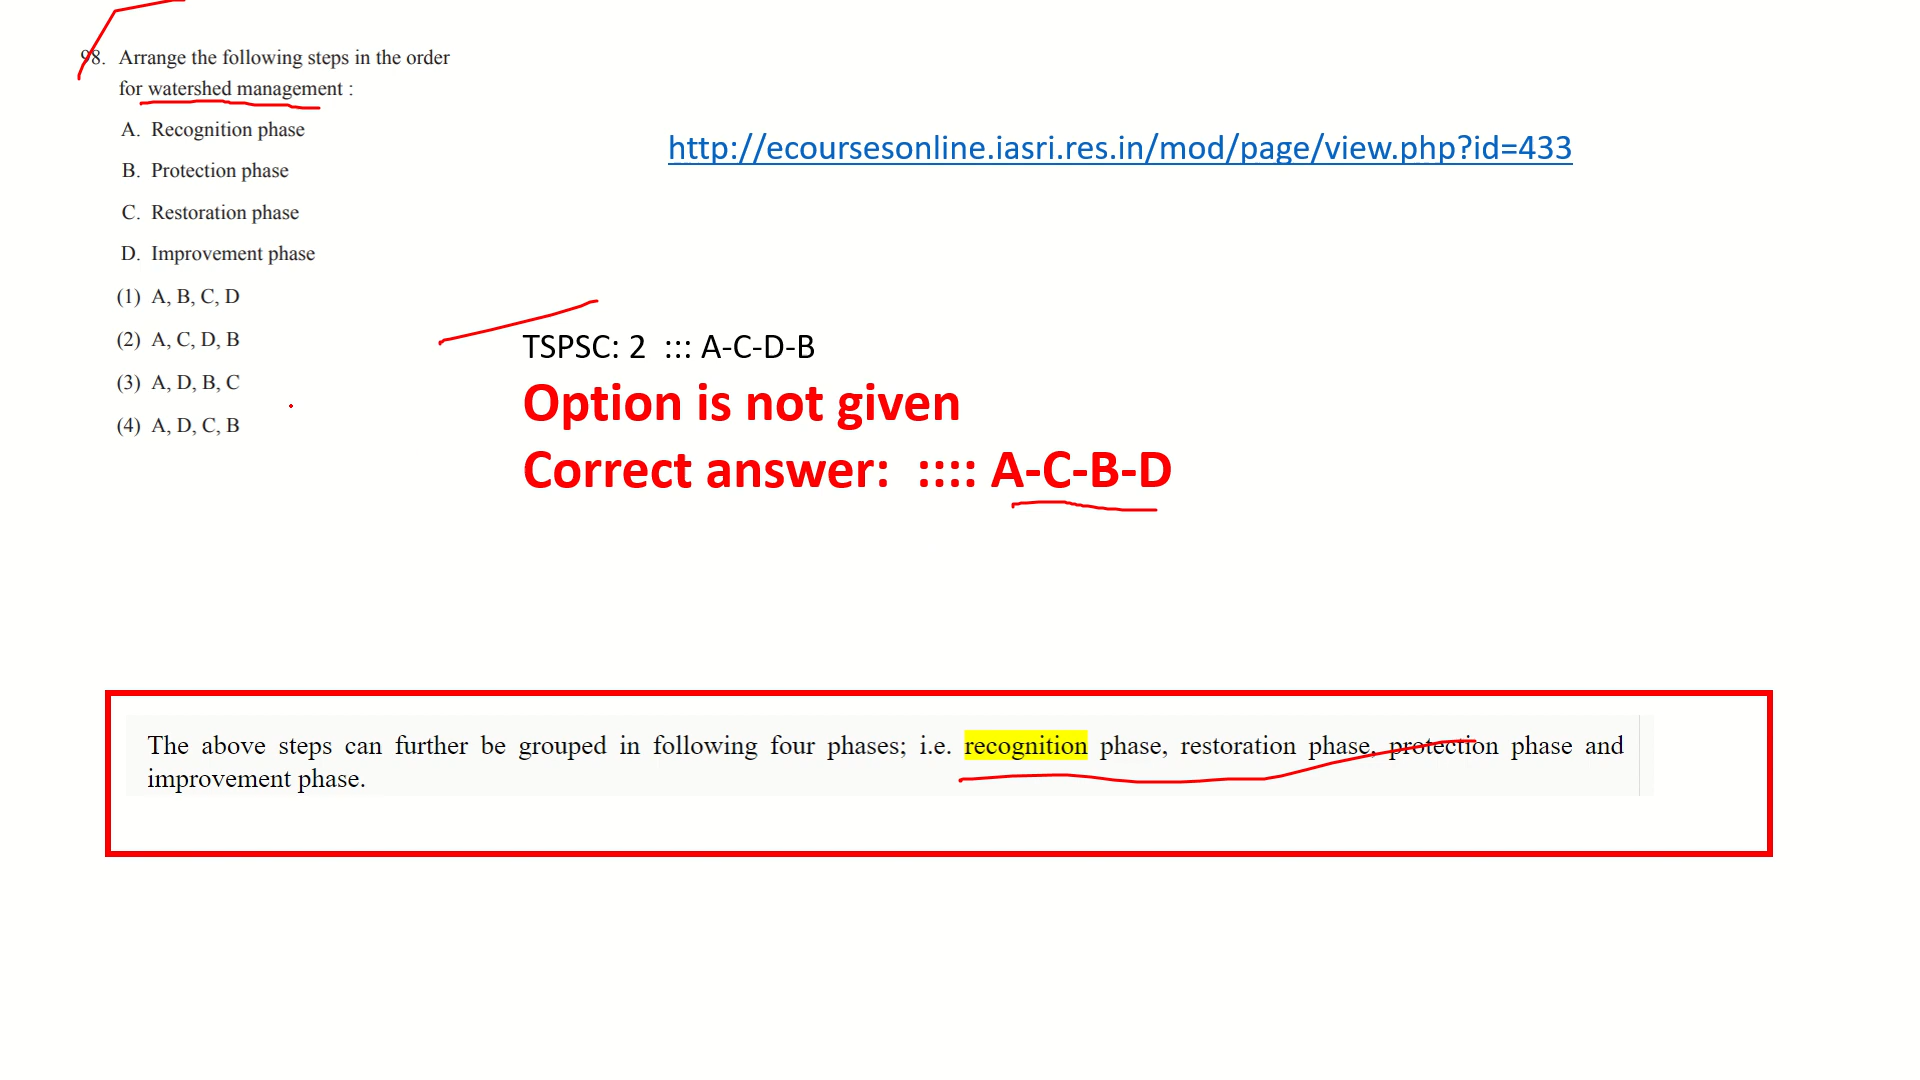 98. Arrange the following steps in the order
for watershed management :
A. Recognition phase
B. Protection phase
C. Restoration phase
D. Improvement phase
(1) A, B, C, D
(2) A, C, D, B
(3) A, D, B, C
(4) A, D, C, B
http://ecoursesonline.iasri.res.in/mod/page/view.php?id=433
TSPSC: 2 ::: A-C-D-B
Option is not given
Correct answer: :::: A-C-B-D
The above steps can further be grouped in following four phases; i.e. recognition phase, restoration phase, protection phase and
improvement phase.